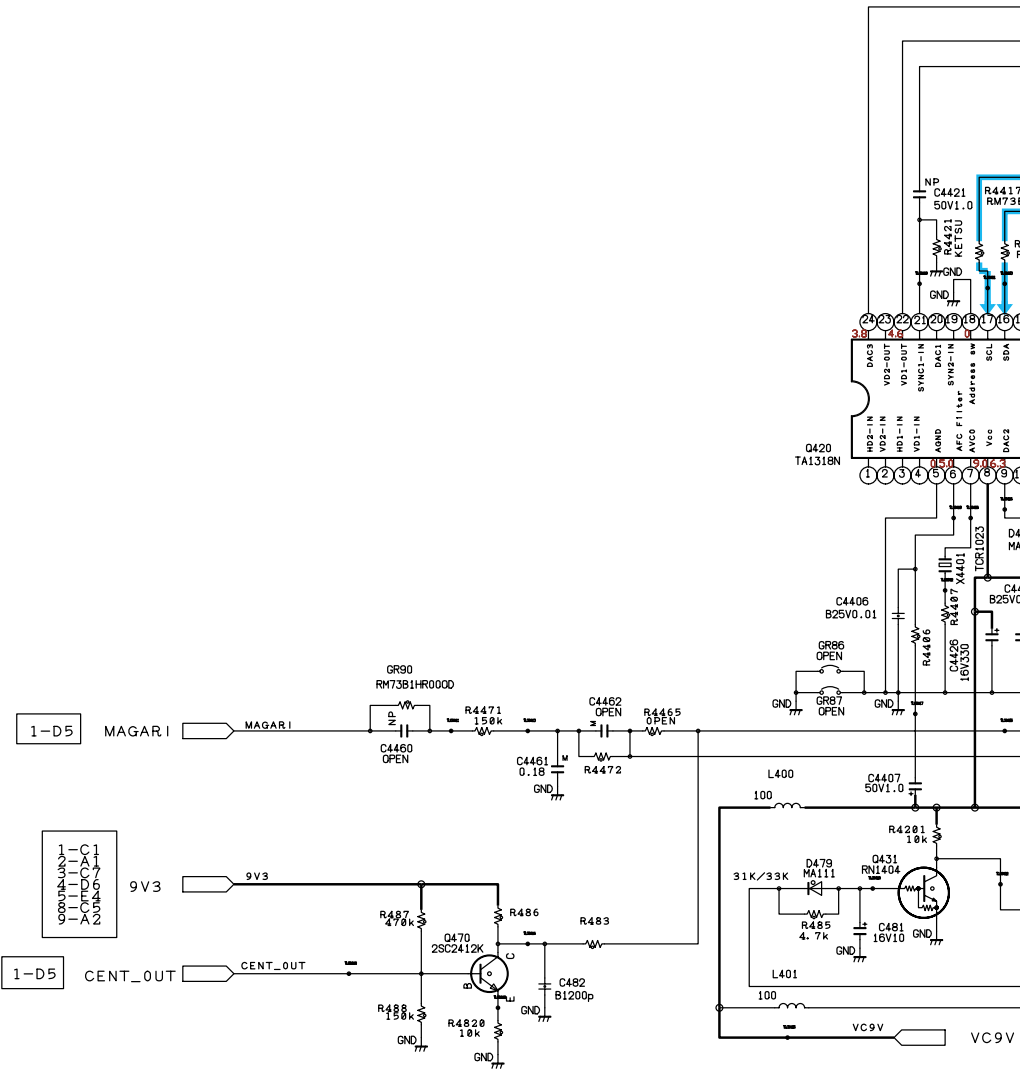 NP
C4421
50V1.0
R4417
RM73B
R4421
KETSU
GND
GND
24 23 22 21 20 19 18 17 16
3.8 4.6 0
DAC3
VD2-OUT
VD1-OUT
SYNC1-IN
DAC1
SYN2-IN
Address sw
SCL
SDA
HD2-IN
VD2-IN
HD1-IN
VD1-IN
AGND
AFC Filter
AVCO
Vcc
DAC2
Q420
TA1318N
0 5.0 9.0 6.3
1 2 3 4 5 6 7 8 9
TCR1023
X4401
R4407
C4406
B25V0.01
R4406
C4426
16V330
GR86
OPEN
GR87
OPEN
GND
GND
GR90
RM73B1HR000D
NP
C4460
OPEN
1-D5
MAGARI
MAGARI
R4471
150k
C4462
OPEN
M
R4465
OPEN
C4461
0.18
M
GND
R4472
L400
100
C4407
50V1.0
R4201
10k
1-C1
2-A1
3-C7
4-D6
5-E4
8-C5
9-A2
9V3
9V3
D479
MA111
Q431
RN1404
31K/33K
R485
4.7k
C481
16V10
GND
GND
R487
470k
R486
R483
Q470
2SC2412K
C
B
E
1-D5
CENT_OUT
CENT_OUT
C482
B1200p
GND
L401
100
R488
150k
GND
R4820
10k
GND
VC9V
VC9V